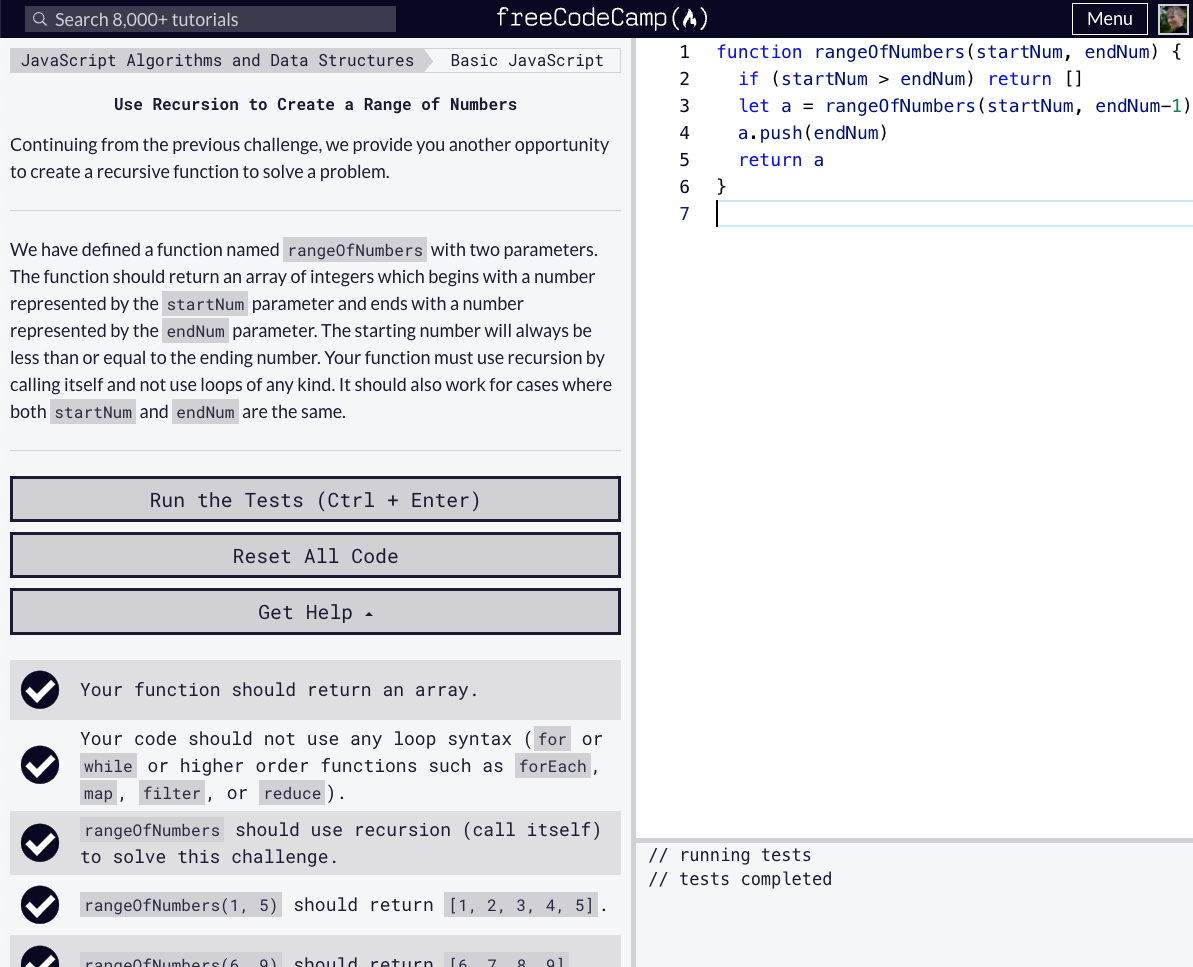 Search 8,000+ tutorials
freeCodeCamp
Menu
JavaScript Algorithms and Data Structures
Basic JavaScript
Use Recursion to Create a Range of Numbers
Continuing from the previous challenge, we provide you another opportunity
to create a recursive function to solve a problem.
We have defined a function named rangeOfNumbers with two parameters.
The function should return an array of integers which begins with a number
represented by the startNum parameter and ends with a number
represented by the endNum parameter. The starting number will always be
less than or equal to the ending number. Your function must use recursion by
calling itself and not use loops of any kind. It should also work for cases where
both startNum and endNum are the same.
Run the Tests (Ctrl + Enter)
Reset All Code
Get Help
Your function should return an array.
Your code should not use any loop syntax (for or
while or higher order functions such as forEach,
map, filter, or reduce).
rangeOfNumbers should use recursion (call itself)
to solve this challenge.
rangeOfNumbers(1, 5) should return [1, 2, 3, 4, 5].
rangeOfNumbers(6, 9) should return [6, 7, 8, 9]
1 function rangeOfNumbers(startNum, endNum) {
2 if (startNum > endNum) return []
3 let a = rangeOfNumbers(startNum, endNum-1)
4 a.push(endNum)
5 return a
6 }
7
// running tests
// tests completed